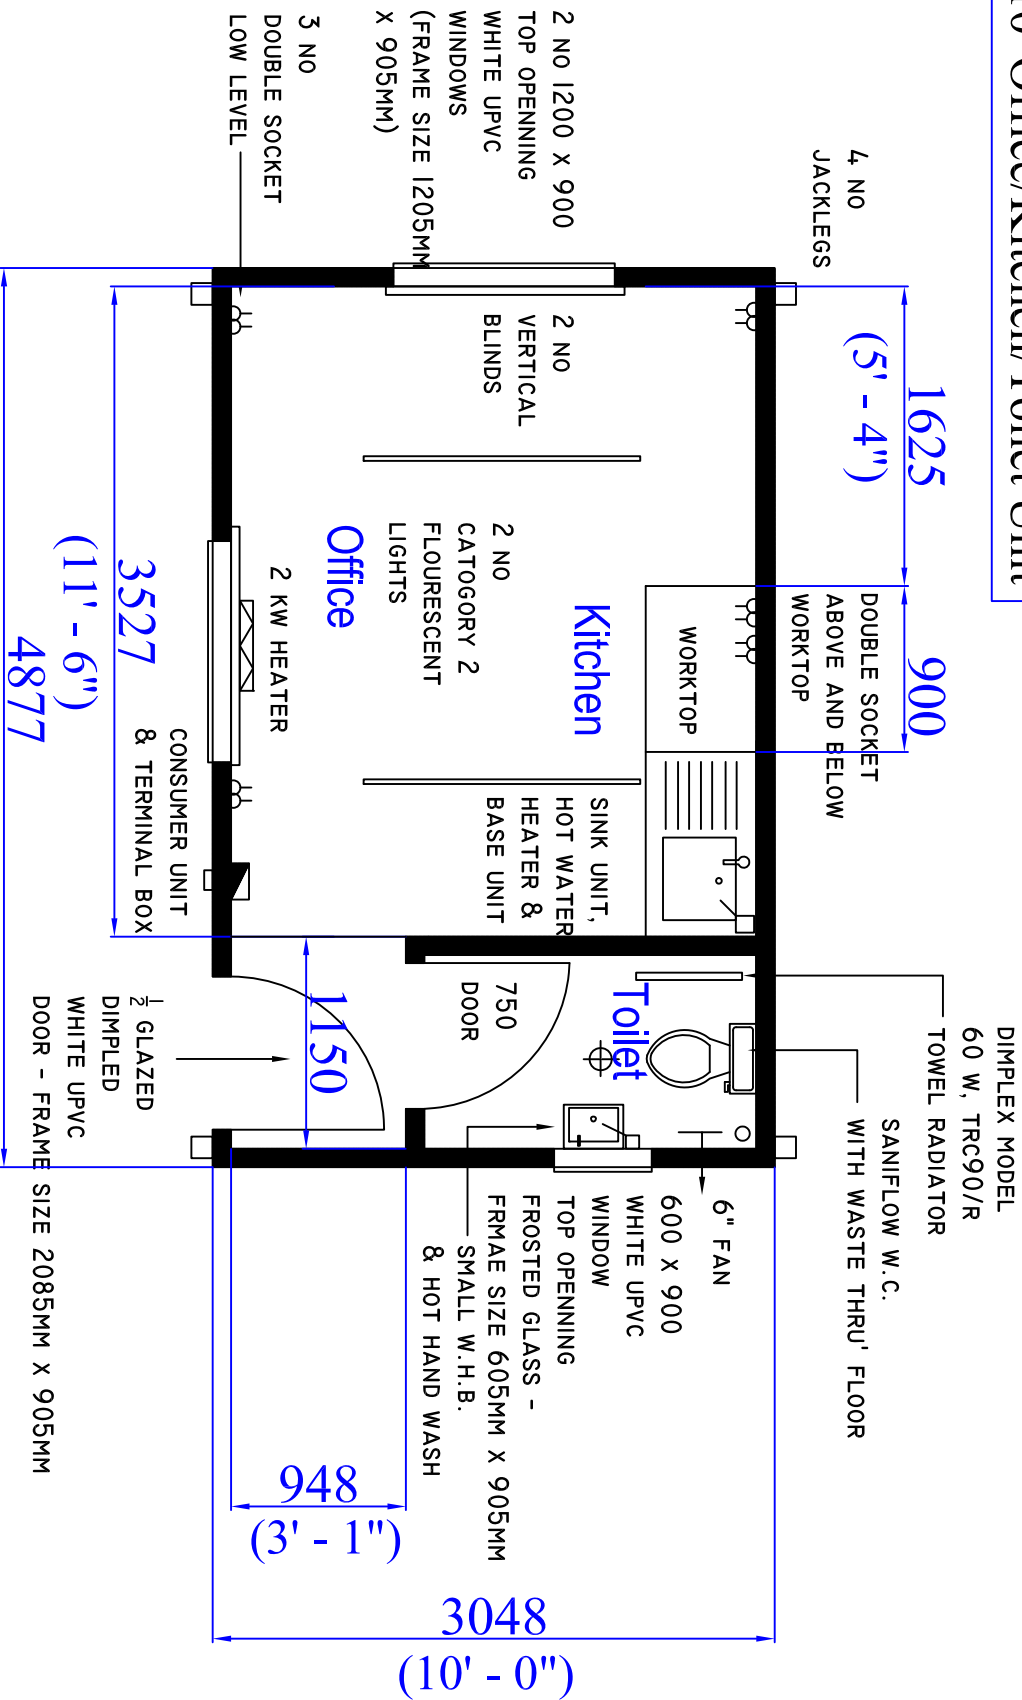 10 Office/Kitchen/Toilet Unit
4 NO
JACKLEGS
2 NO 1200 X 900
TOP OPENNING
WHITE UPVC
WINDOWS
(FRAME SIZE 1205MM
X 905MM)
3 NO
DOUBLE SOCKET
LOW LEVEL
1625
(5' - 4")
900
DOUBLE SOCKET
ABOVE AND BELOW
WORKTOP
2 NO
VERTICAL
BLINDS
WORKTOP
Kitchen
2 NO
CATOGORY 2
FLOURESCENT
LIGHTS
Office
2 KW HEATER
SINK UNIT,
HOT WATER
HEATER &
BASE UNIT
3527
(11' - 6")
4877
CONSUMER UNIT
& TERMINAL BOX
Toilet
750
DOOR
1150
½ GLAZED
DIMPLED
WHITE UPVC
DOOR - FRAME SIZE 2085MM X 905MM
DIMPLEX MODEL
60 W, TRC90/R
TOWEL RADIATOR
SANIFLOW W.C.
WITH WASTE THRU' FLOOR
6" FAN
600 X 900
WHITE UPVC
WINDOW
TOP OPENNING
FROSTED GLASS -
FRMAE SIZE 605MM X 905MM
SMALL W.H.B.
& HOT HAND WASH
948
(3' - 1")
3048
(10' - 0")